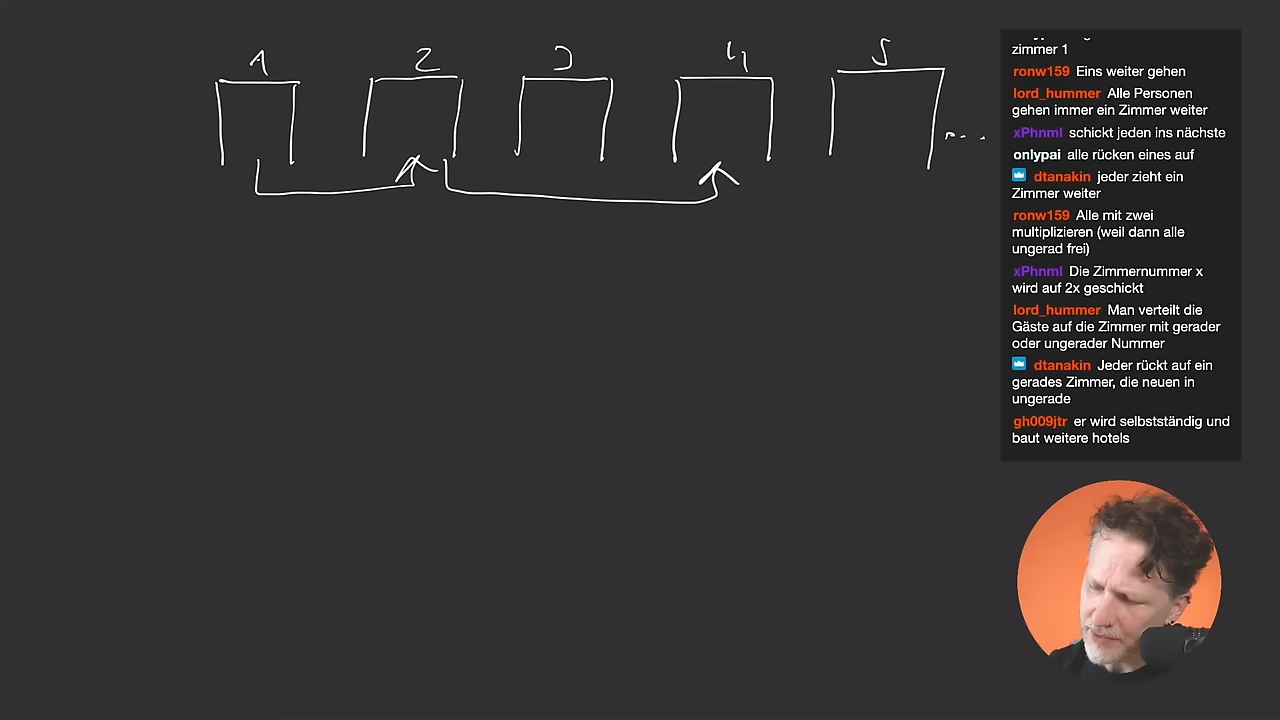 1 2 3 4 5
...
zimmer 1
ronw159 Eins weiter gehen
lord_hummer Alle Personen
gehen immer ein Zimmer weiter
xPhnml schickt jeden ins nächste
onlypai alle rücken eines auf
dtanakin jeder zieht ein
Zimmer weiter
ronw159 Alle mit zwei
multiplizieren (weil dann alle
ungerad frei)
xPhnml Die Zimmernummer x
wird auf 2x geschickt
lord_hummer Man verteilt die
Gäste auf die Zimmer mit gerader
oder ungerader Nummer
dtanakin Jeder rückt auf ein
gerades Zimmer, die neuen in
ungerade
gh009jtr er wird selbstständig und
baut weitere hotels